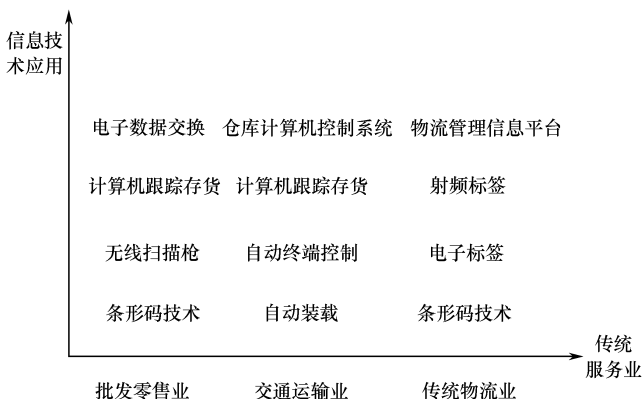 信息技
术应用
电子数据交换 仓库计算机控制系统 物流管理信息平台
计算机跟踪存货 计算机跟踪存货 射频标签
无线扫描枪 自动终端控制 电子标签
条形码技术 自动装载 条形码技术
传统
服务业
批发零售业 交通运输业 传统物流业